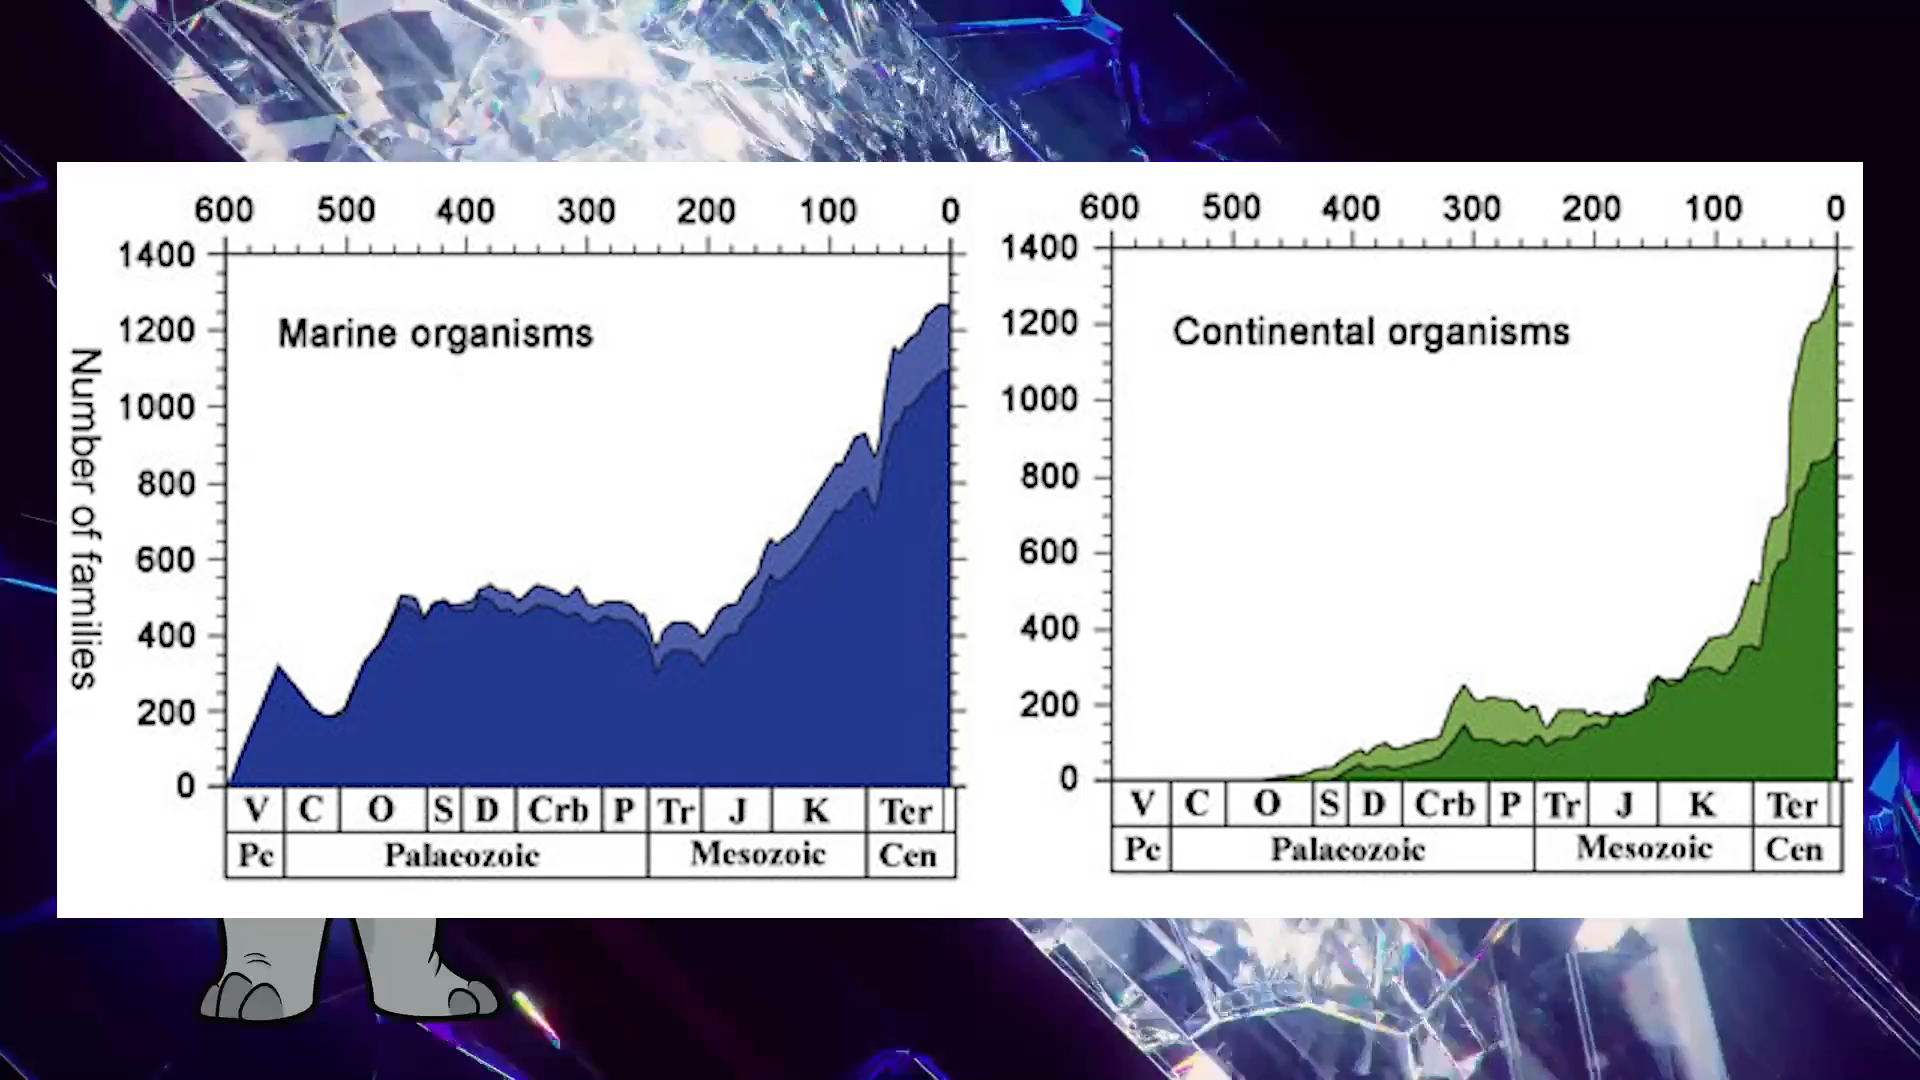 600 500 400 300 200 100 0
1400
1200
1000
800
600
400
200
0
Number of families
Marine organisms
V C O S D Crb P Tr J K Ter
Pc Palaeozoic Mesozoic Cen
600 500 400 300 200 100 0
1400
1200
1000
800
600
400
200
0
Continental organisms
V C O S D Crb P Tr J K Ter
Pc Palaeozoic Mesozoic Cen